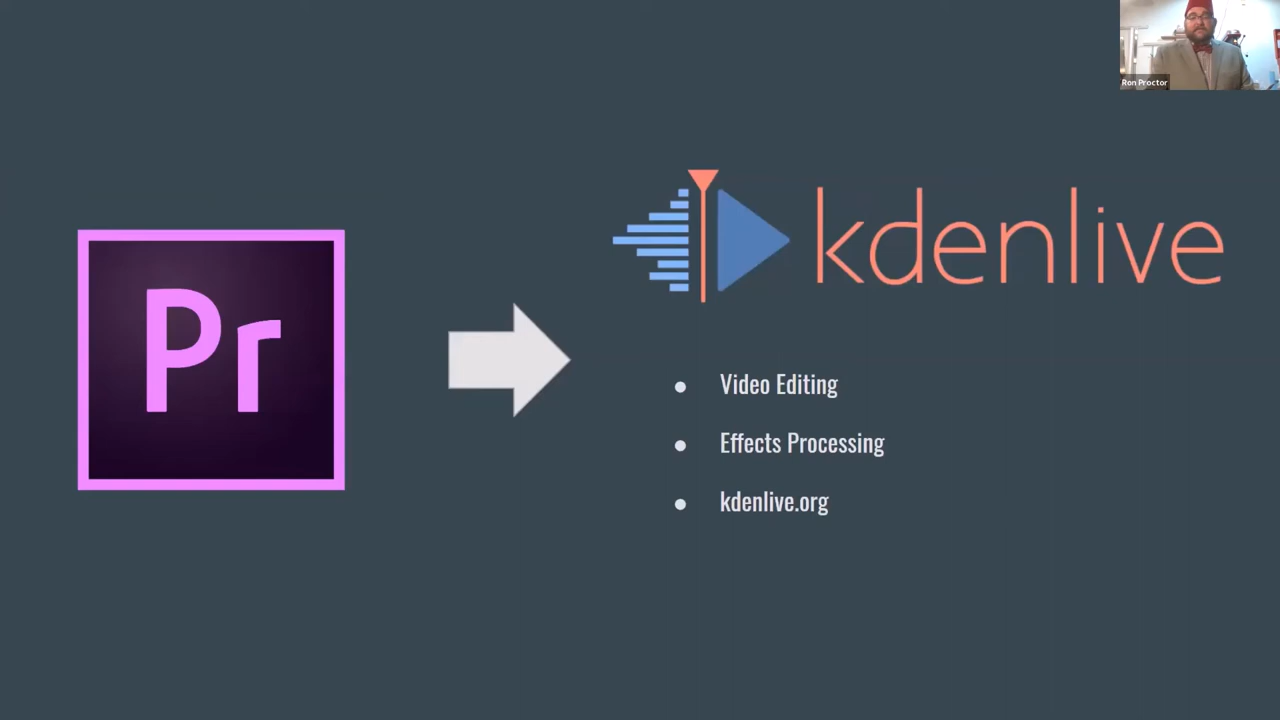 Ron Proctor
Pr
kdenlive
Video Editing
Effects Processing
kdenlive.org